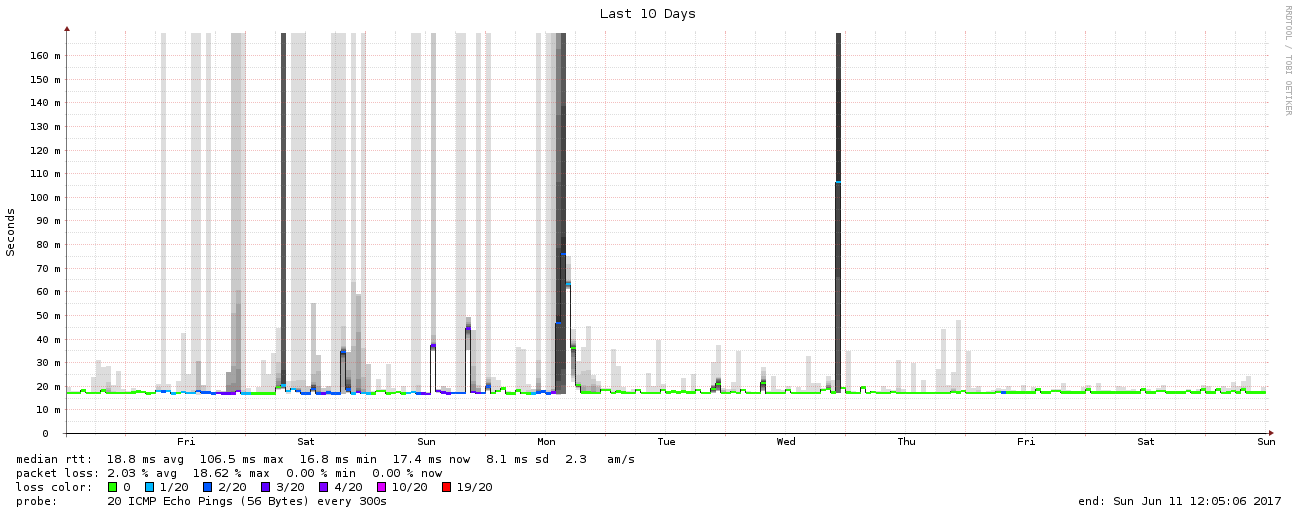 Last 10 Days
RRDTOOL / TOBI OETIKER
Seconds
160 m
150 m
140 m
130 m
120 m
110 m
100 m
90 m
80 m
70 m
60 m
50 m
40 m
30 m
20 m
10 m
0
Fri Sat Sun Mon Tue Wed Thu Fri Sat Sun
median rtt: 18.8 ms avg 106.5 ms max 16.8 ms min 17.4 ms now 8.1 ms sd 2.3 am/s
packet loss: 2.03 % avg 18.62 % max 0.00 % min 0.00 % now
loss color: 0 1/20 2/20 3/20 4/20 10/20 19/20
probe: 20 ICMP Echo Pings (56 Bytes) every 300s end: Sun Jun 11 12:05:06 2017